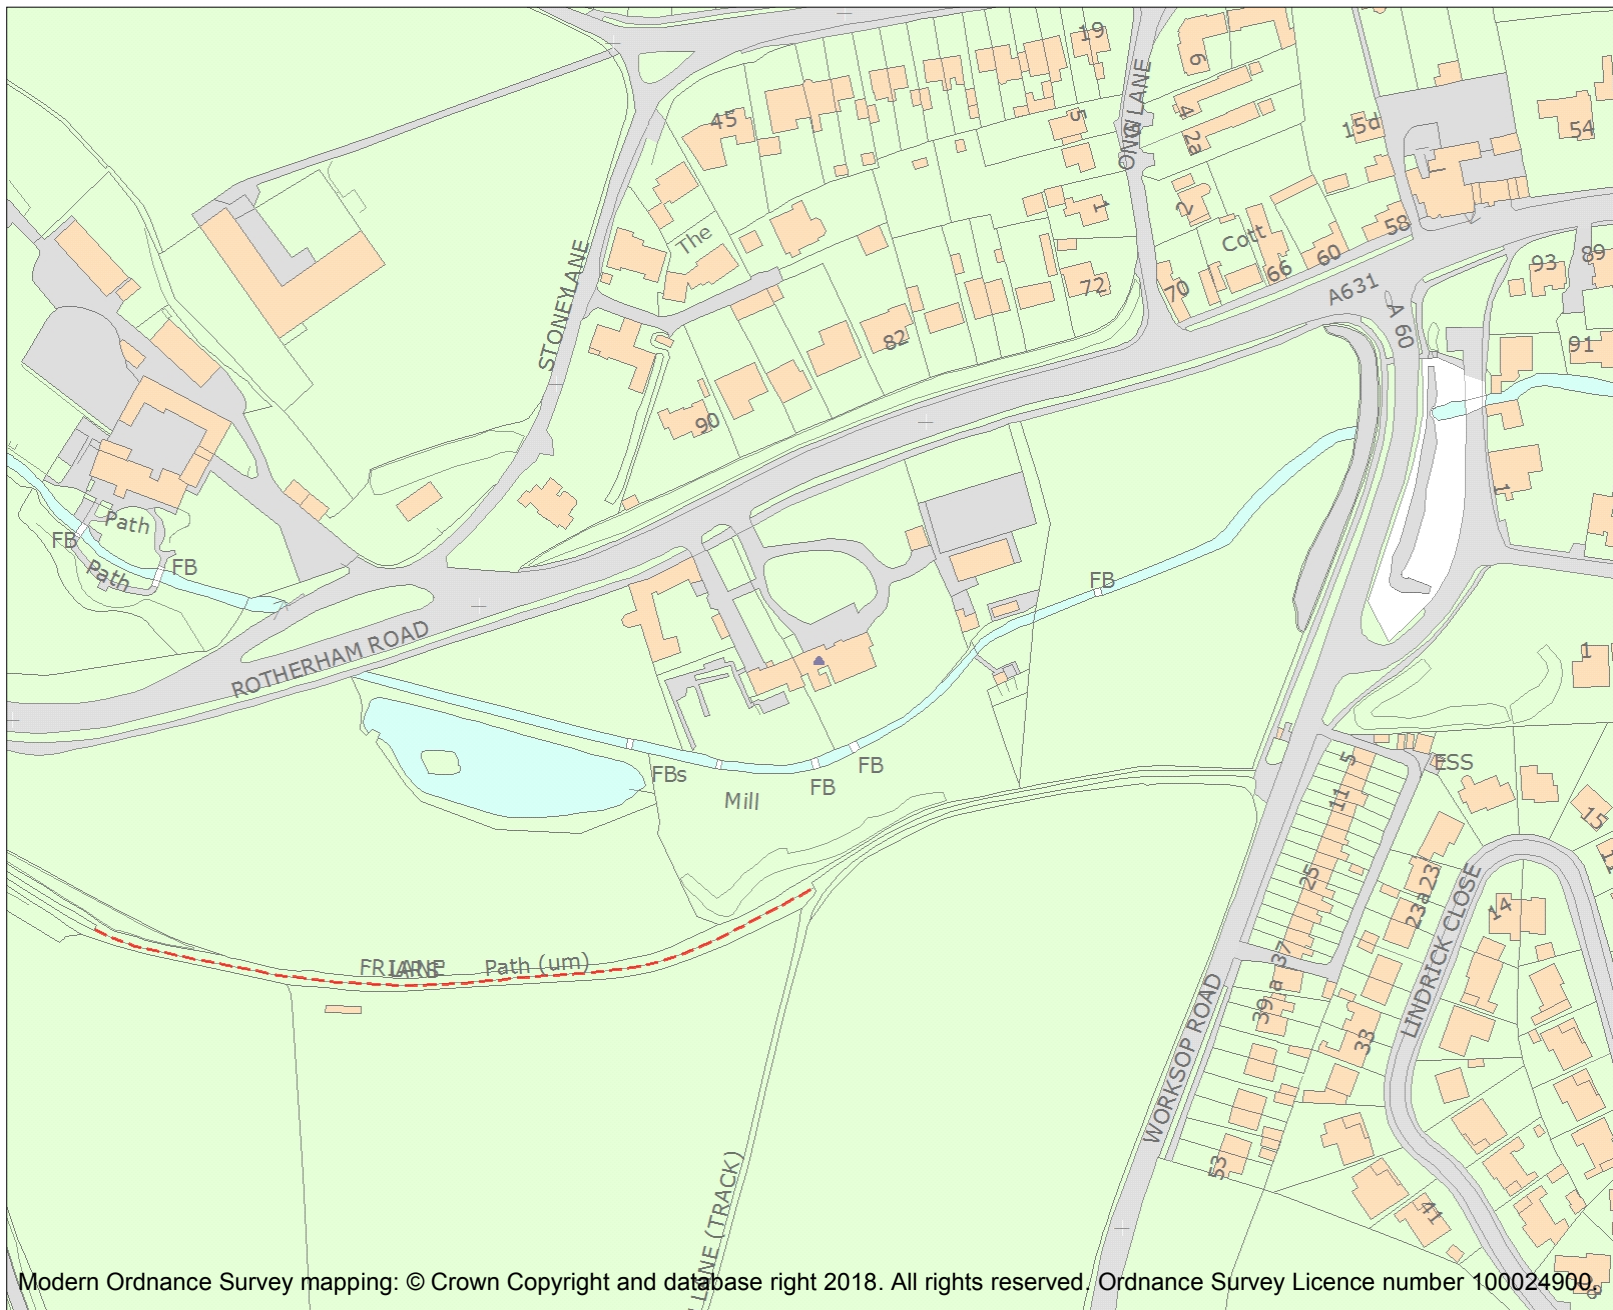 19
6
45
5
4
2a
15d
54
2
1
58
The
STONEYLANE
Cott
60
66
72
70
A631
93
89
A 60
82
91
90
1
Path
FB
Path
FB
FB
ROTHERHAM ROAD
1
FBs
FB
FB
Mill
5
ESS
11
15
25
23
23a
14
LINDRICK CLOSE
37
Path (um)
39 a
33
WORKSOP ROAD
53
41
LANE (TRACK)
Modern Ordnance Survey mapping: © Crown Copyright and database right 2018. All rights reserved. Ordnance Survey Licence number 100024900.